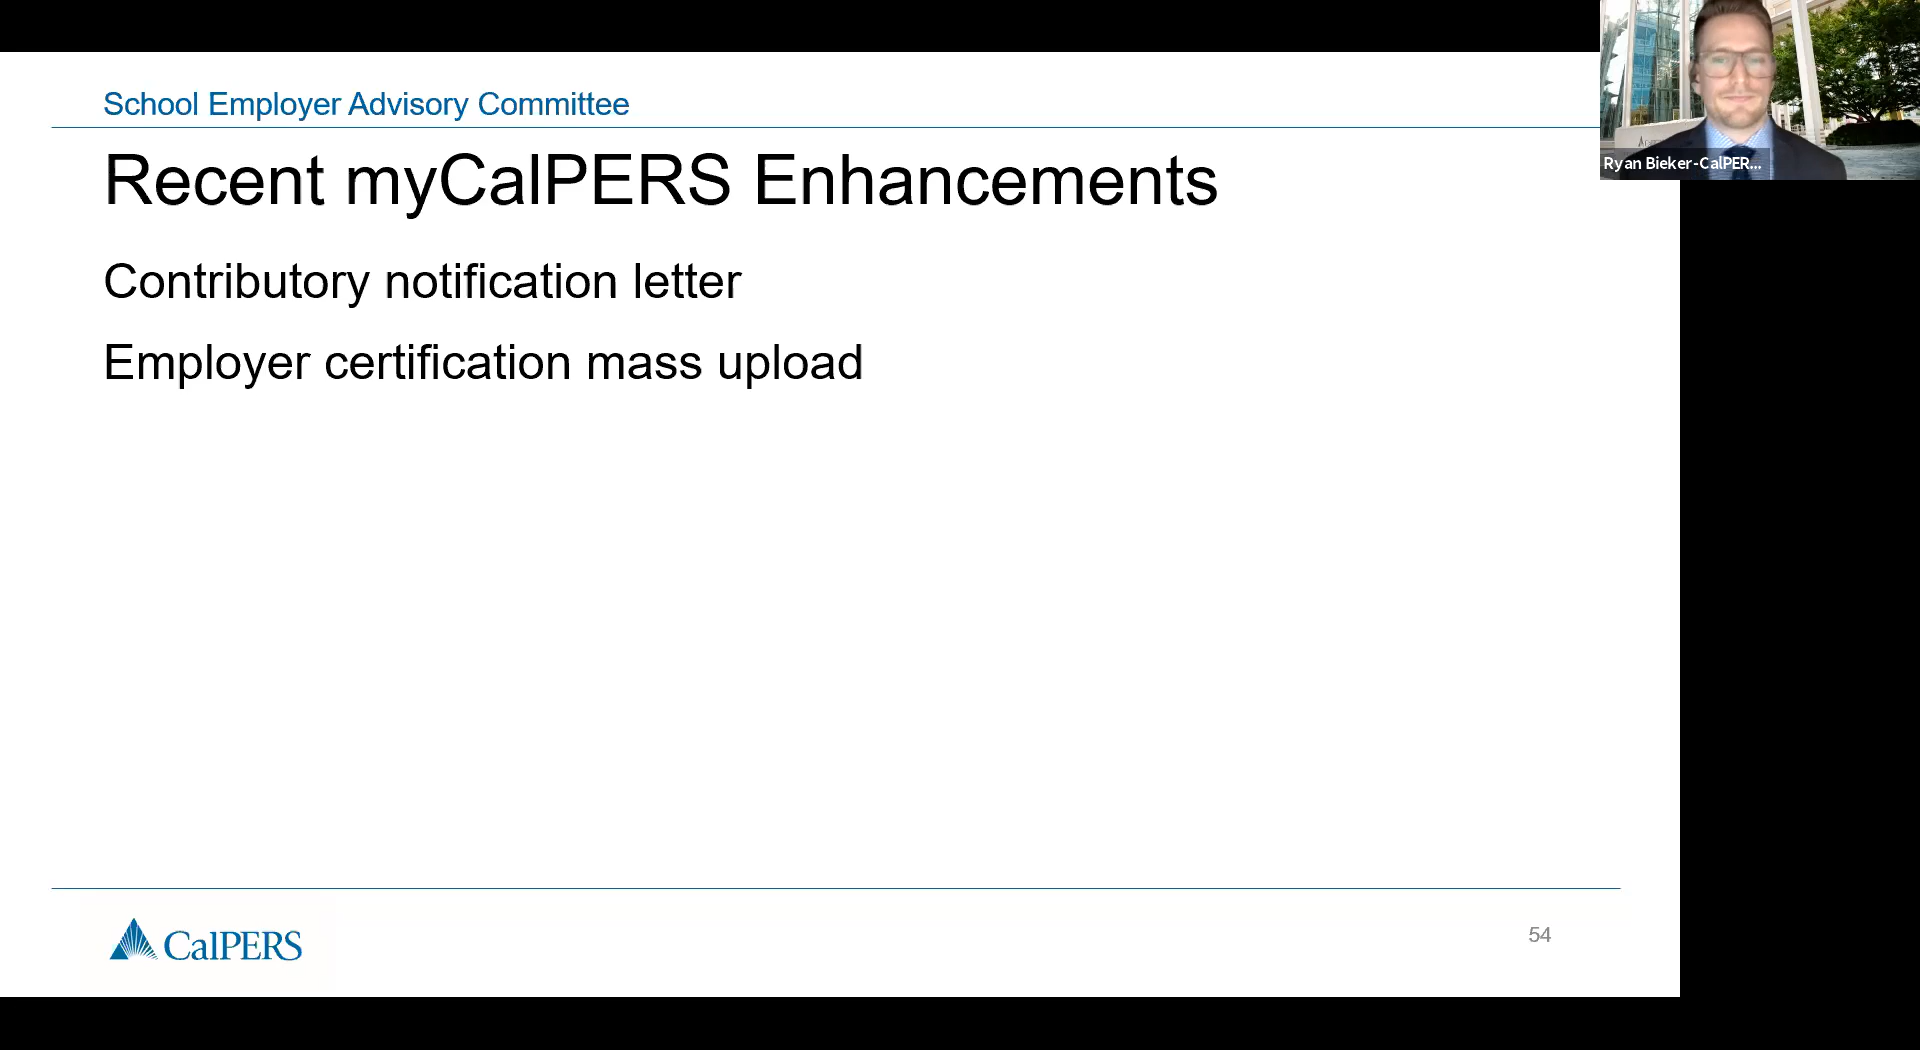 School Employer Advisory Committee
Recent myCalPERS Enhancements
Contributory notification letter
Employer certification mass upload
CalPERS
54
Ryan Bieker-CalPER...